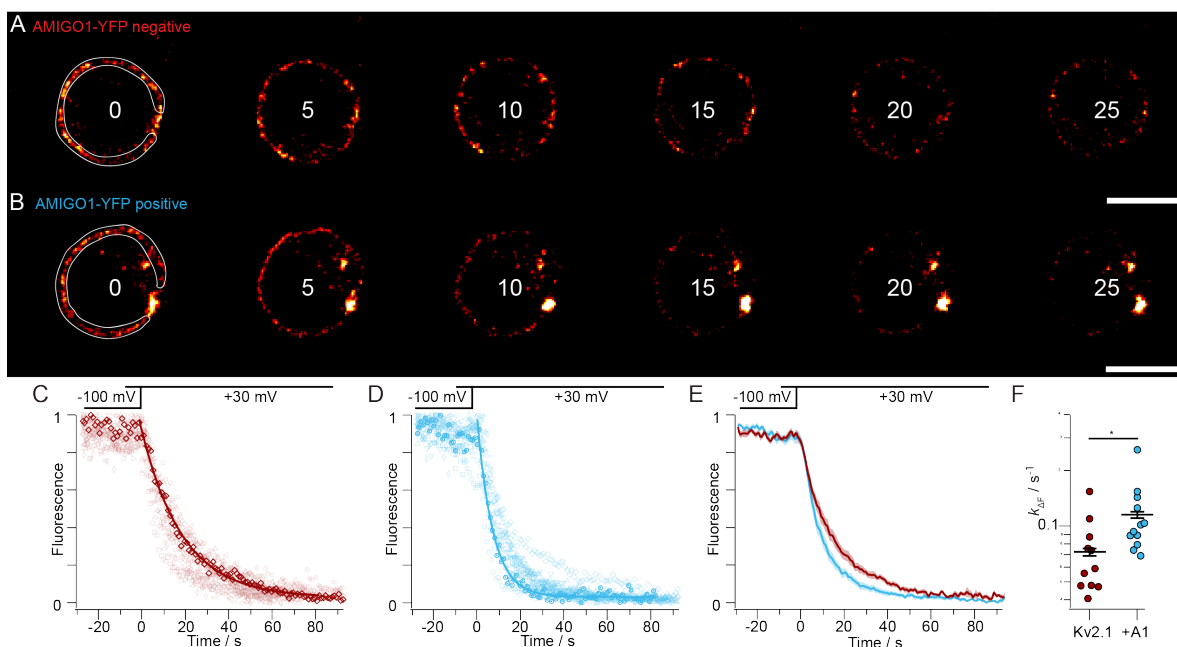 A AMIGO1-YFP negative
0 5 10 15 20 25
B AMIGO1-YFP positive
0 5 10 15 20 25
C D E F
-100 mV +30 mV -100 mV +30 mV -100 mV +30 mV
1 1 1
Fluorescence Fluorescence Fluorescence
*
kΔF / s-1
0.1
0 0 0
-20 0 20 40 60 80 -20 0 20 40 60 80 -20 0 20 40 60 80
Kv2.1 +A1
Time / s Time / s Time / s